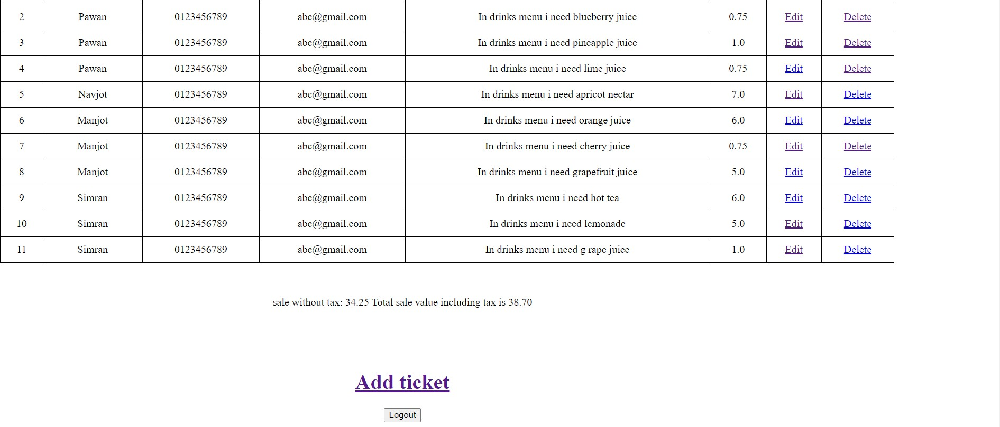 2 Pawan 0123456789 abc@gmail.com In drinks menu i need blueberry juice 0.75 Edit Delete
3 Pawan 0123456789 abc@gmail.com In drinks menu i need pineapple juice 1.0 Edit Delete
4 Pawan 0123456789 abc@gmail.com In drinks menu i need lime juice 0.75 Edit Delete
5 Navjot 0123456789 abc@gmail.com In drinks menu i need apricot nectar 7.0 Edit Delete
6 Manjot 0123456789 abc@gmail.com In drinks menu i need orange juice 6.0 Edit Delete
7 Manjot 0123456789 abc@gmail.com In drinks menu i need cherry juice 0.75 Edit Delete
8 Manjot 0123456789 abc@gmail.com In drinks menu i need grapefruit juice 5.0 Edit Delete
9 Simran 0123456789 abc@gmail.com In drinks menu i need hot tea 6.0 Edit Delete
10 Simran 0123456789 abc@gmail.com In drinks menu i need lemonade 5.0 Edit Delete
11 Simran 0123456789 abc@gmail.com In drinks menu i need g rape juice 1.0 Edit Delete
sale without tax: 34.25 Total sale value including tax is 38.70
Add ticket
Logout